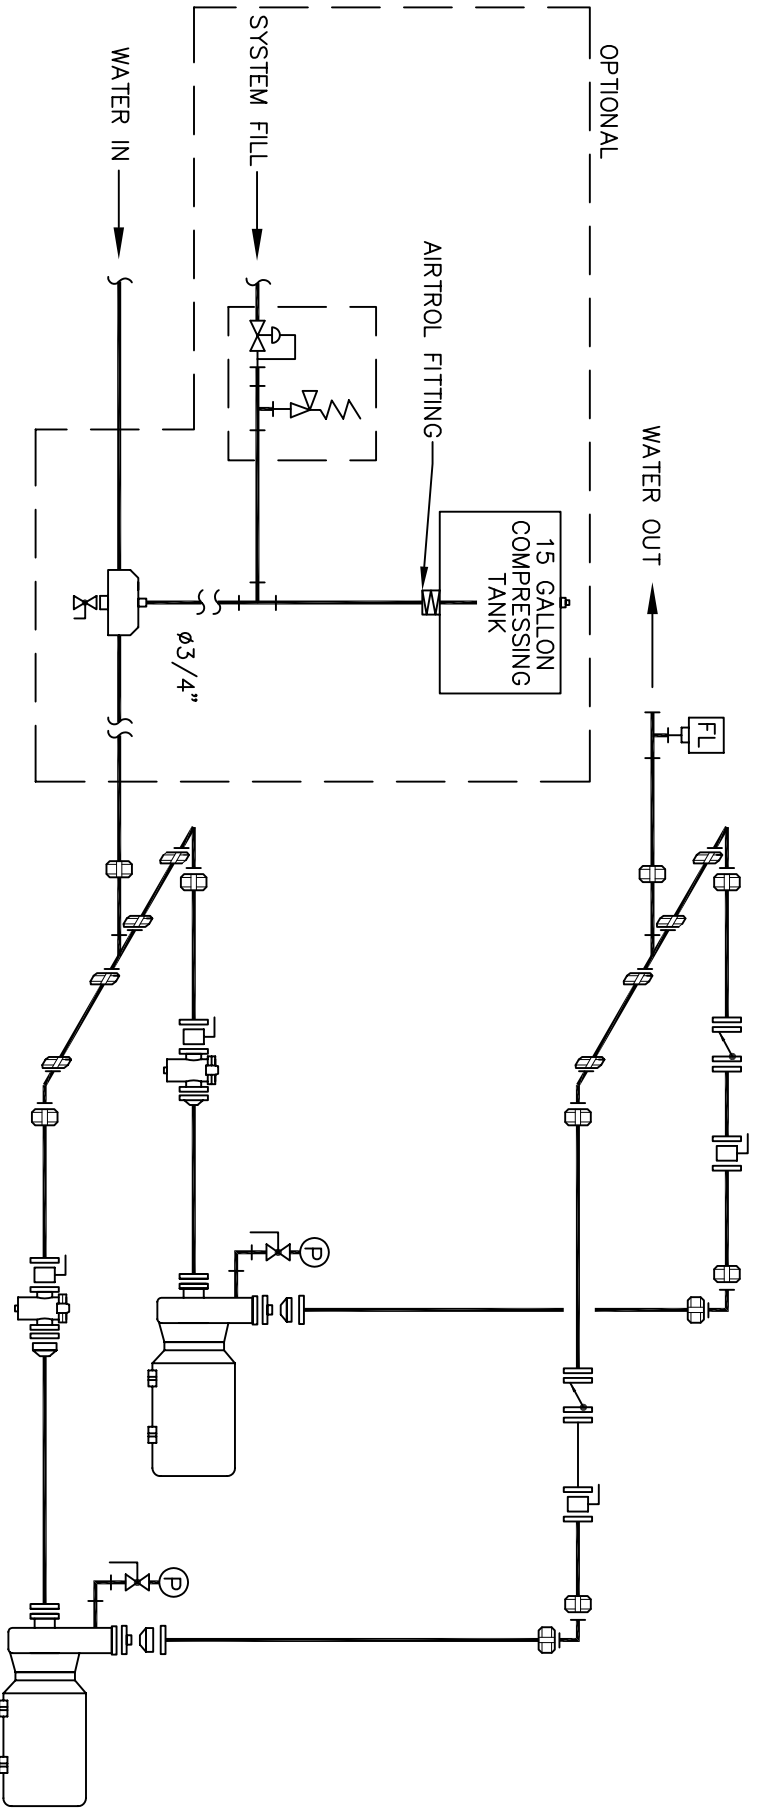 OPTIONAL
SYSTEM FILL
WATER IN
AIRTROL FITTING
15 GALLON
COMPRESSING
TANK
ø3/4"
WATER OUT
FL
P
P